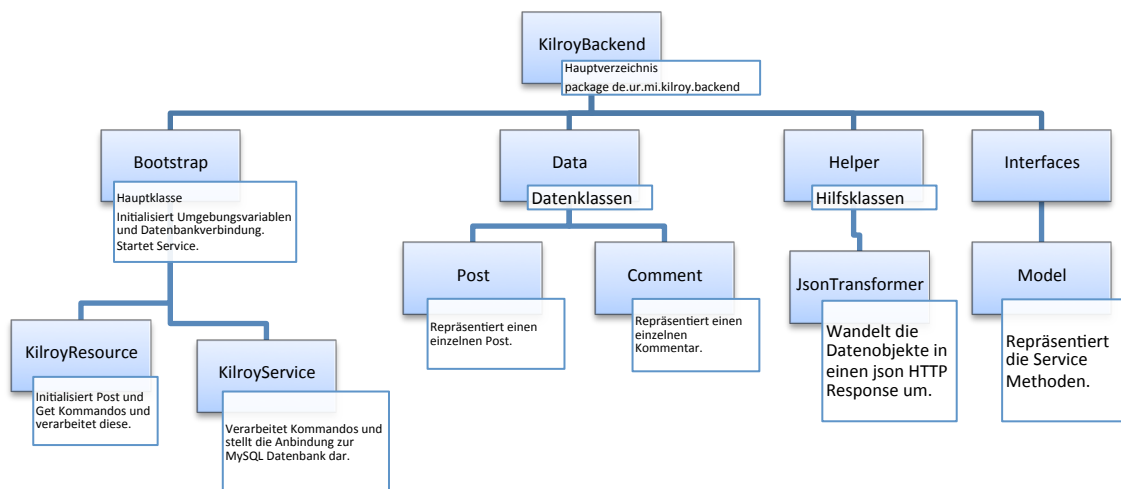 KilroyBackend
Hauptverzeichnis
package de.ur.mi.kilroy.backend
Bootstrap
Hauptklasse
Initialisiert Umgebungsvariablen
und Datenbankverbindung.
Startet Service.
Data
Datenklassen
Helper
Hilfsklassen
Interfaces
KilroyResource
Initialisiert Post und
Get Kommandos und
verarbeitet diese.
KilroyService
Verarbeitet Kommandos und
stellt die Anbindung zur
MySQL Datenbank dar.
Post
Repräsentiert einen
einzelnen Post.
Comment
Repräsentiert einen
einzelnen
Kommentar.
JsonTransformer
Wandelt die
Datenobjekte in
einen json HTTP
Response um.
Model
Repräsentiert
die Service
Methoden.